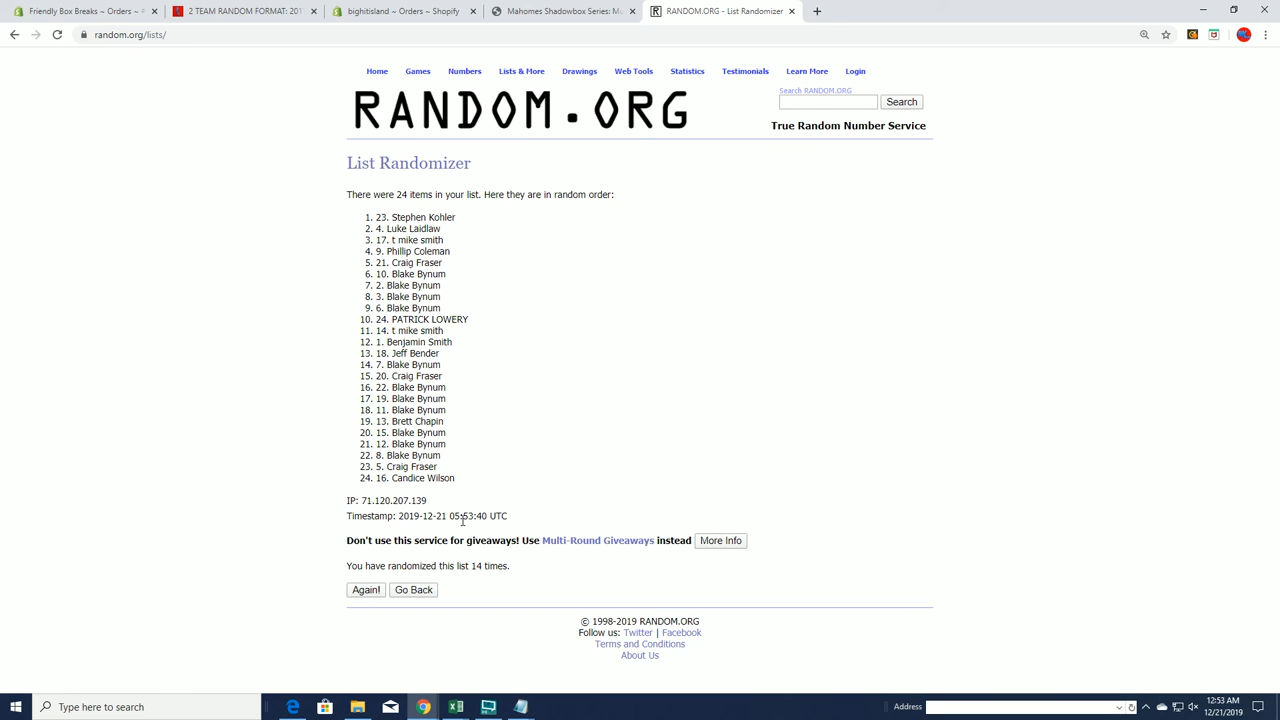 Friendly Box Breaks ~ Orders ~ S
2 TEAM RANDOM FORMAT: 201
bigshotfilters ~ Orders ~ Shopify
Mahomes Shadowbox Series: Mu
RANDOM.ORG - List Randomizer
random.org/lists/
Home Games Numbers Lists & More Drawings Web Tools Statistics Testimonials Learn More Login
RANDOM.ORG
Search RANDOM.ORG
Search
True Random Number Service
List Randomizer
There were 24 items in your list. Here they are in random order:
1. 23. Stephen Kohler
2. 4. Luke Laidlaw
3. 17. t mike smith
4. 9. Phillip Coleman
5. 21. Craig Fraser
6. 10. Blake Bynum
7. 2. Blake Bynum
8. 3. Blake Bynum
9. 6. Blake Bynum
10. 24. PATRICK LOWERY
11. 14. t mike smith
12. 1. Benjamin Smith
13. 18. Jeff Bender
14. 7. Blake Bynum
15. 20. Craig Fraser
16. 22. Blake Bynum
17. 19. Blake Bynum
18. 11. Blake Bynum
19. 13. Brett Chapin
20. 15. Blake Bynum
21. 12. Blake Bynum
22. 8. Blake Bynum
23. 5. Craig Fraser
24. 16. Candice Wilson
IP: 71.120.207.139
Timestamp: 2019-12-21 05:53:40 UTC
Don't use this service for giveaways! Use Multi-Round Giveaways instead More Info
You have randomized this list 14 times.
Again! Go Back
© 1998-2019 RANDOM.ORG
Follow us: Twitter | Facebook
Terms and Conditions
About Us
Type here to search
Address
12:53 AM
12/21/2019